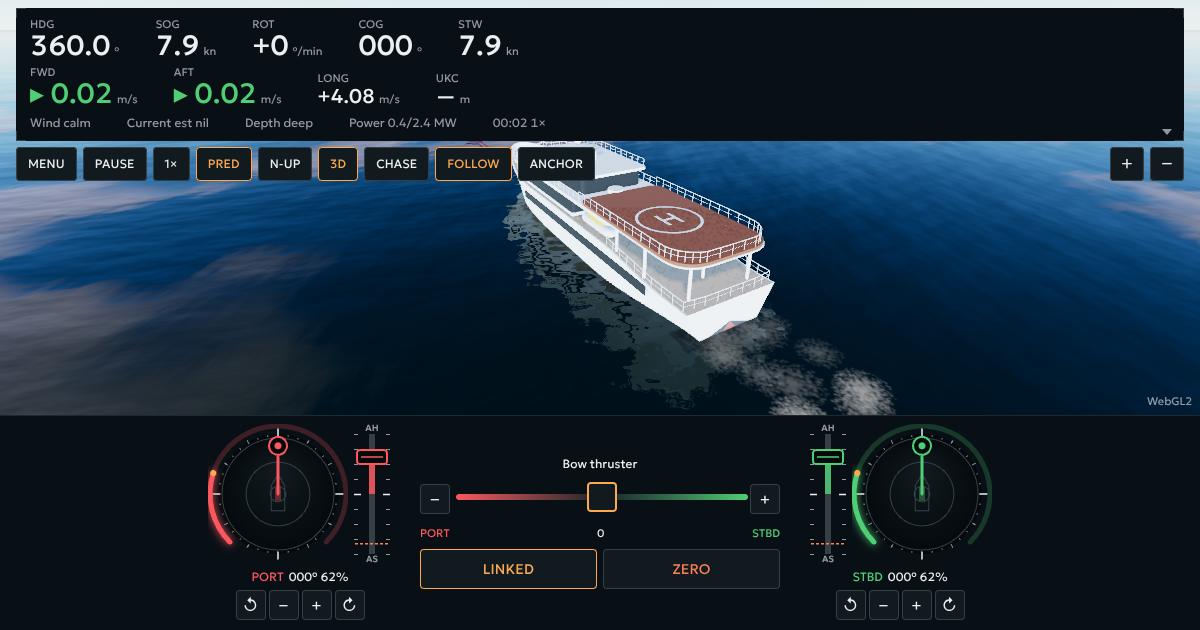 HDG SOG ROT COG STW
360.0 ° 7.9 kn +0 °/min 000 ° 7.9 kn
FWD AFT LONG UKC
▶ 0.02 m/s ▶ 0.02 m/s +4.08 m/s — m
Wind calm Current est nil Depth deep Power 0.4/2.4 MW 00:02 1×
MENU PAUSE 1× PRED N-UP 3D CHASE FOLLOW ANCHOR + −
H
WebGL2
AH AH
Bow thruster
− +
PORT 0 STBD
AS AS
LINKED ZERO
PORT 000° 62% STBD 000° 62%
− + − +